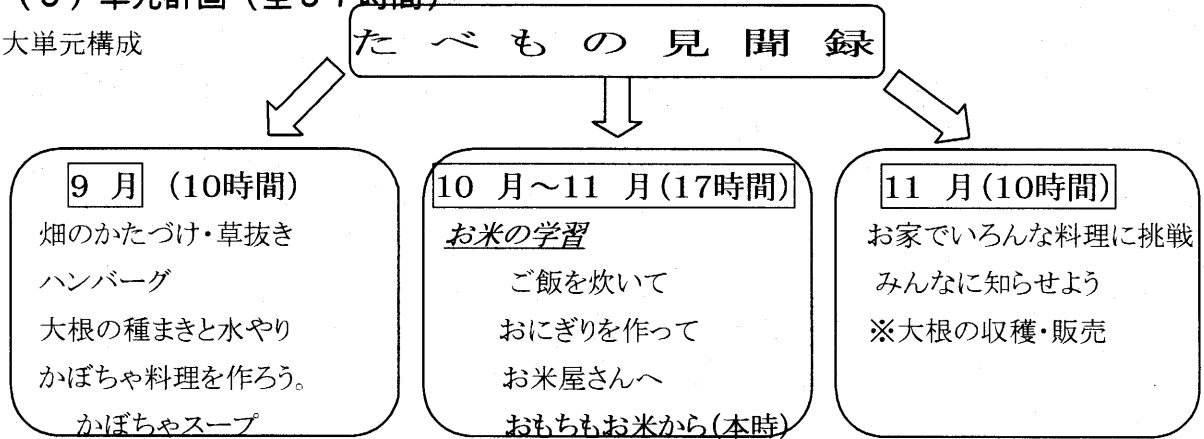 大単元構成
たべもの見聞録
9 月 (10時間)
畑のかたづけ・草抜き
ハンバーグ
大根の種まきと水やり
かぼちゃ料理を作ろう。
かぼちゃスープ
10 月～11 月(17時間)
お米の学習
ご飯を炊いて
おにぎりを作って
お米屋さんへ
おもちもお米から(本時)
11 月(10時間)
お家でいろんな料理に挑戦
みんなに知らせよう
※大根の収穫・販売